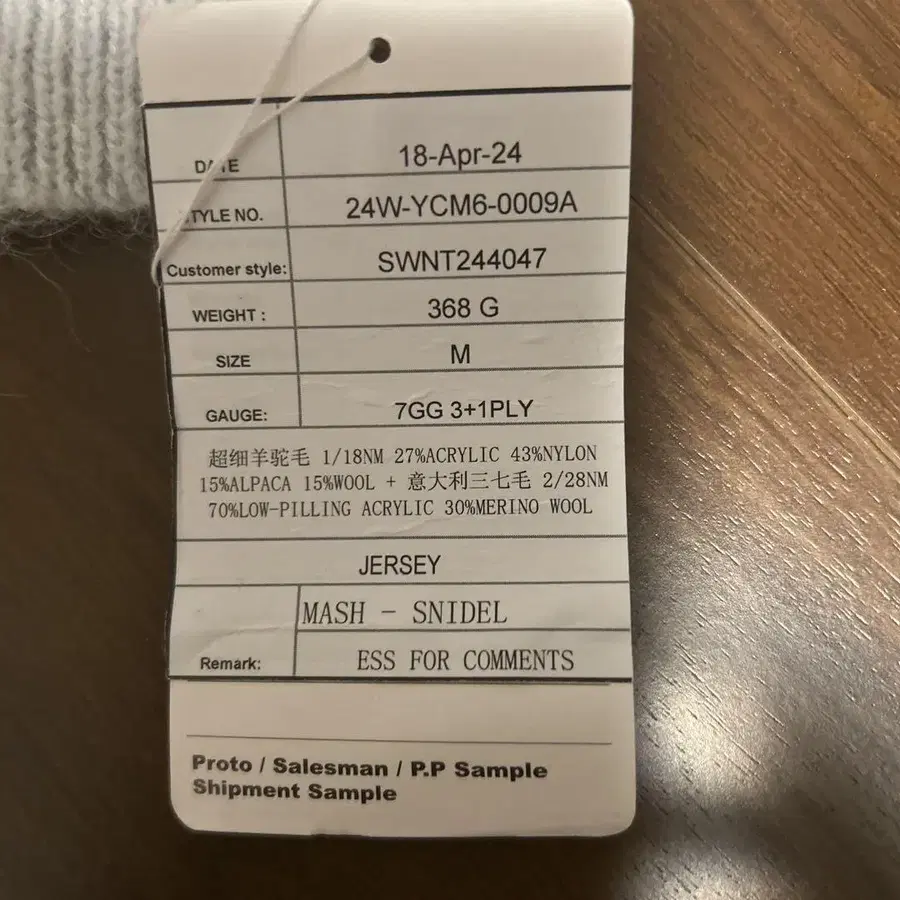 DATE 18-Apr-24
STYLE NO. 24W-YCM6-0009A
Customer style: SWNT244047
WEIGHT : 368 G
SIZE M
GAUGE: 7GG 3+1PLY
超细羊驼毛 1/18NM 27%ACRYLIC 43%NYLON
15%ALPACA 15%WOOL + 意大利三七毛 2/28NM
70%LOW-PILLING ACRYLIC 30%MERINO WOOL
JERSEY
MASH - SNIDEL
Remark: ESS FOR COMMENTS
Proto / Salesman / P.P Sample
Shipment Sample